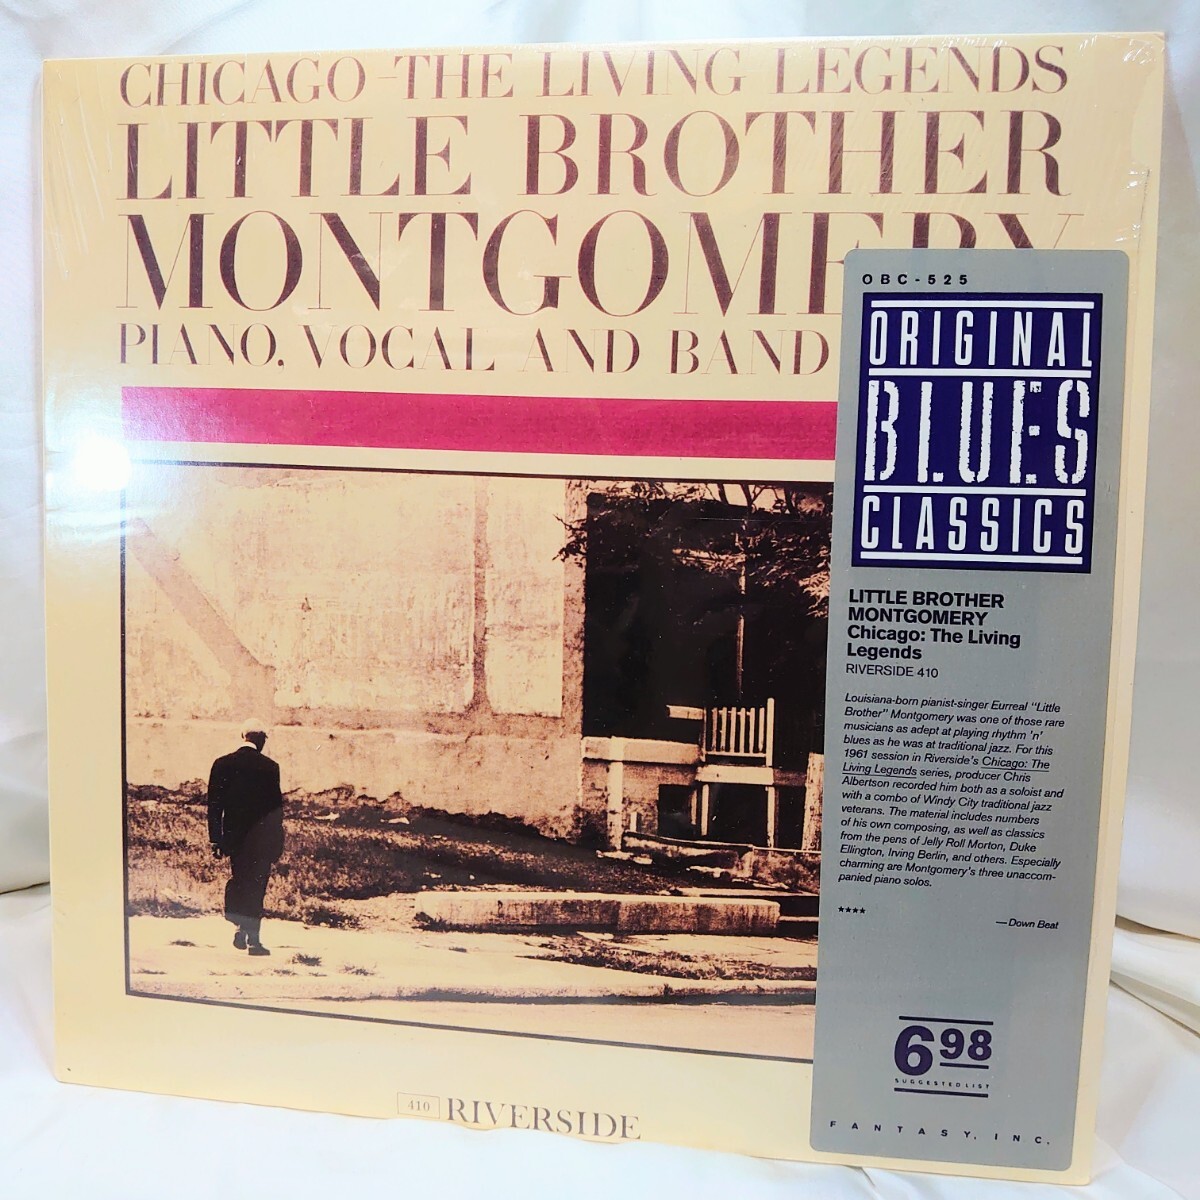 CHICAGO-THE LIVING LEGENDS
LITTLE BROTHER
MONTGOMERY
PIANO, VOCAL AND BAND
410 RIVERSIDE
OBC-525
ORIGINAL
BLUES
CLASSICS
LITTLE BROTHER
MONTGOMERY
Chicago: The Living
Legends
RIVERSIDE 410
Louisiana-born pianist-singer Eurreal "Little
Brother" Montgomery was one of those rare
musicians as adept at playing rhythm 'n'
blues as he was at traditional jazz. For this
1961 session in Riverside's Chicago: The
Living Legends series, producer Chris
Albertson recorded him both as a soloist and
with a combo of Windy City traditional jazz
veterans. The material includes numbers
of his own composing, as well as classics
from the pens of Jelly Roll Morton, Duke
Ellington, Irving Berlin, and others. Especially
charming are Montgomery's three unaccom-
panied piano solos.
★★★★
—Down Beat
698
SUGGESTED LIST
FANTASY, INC.